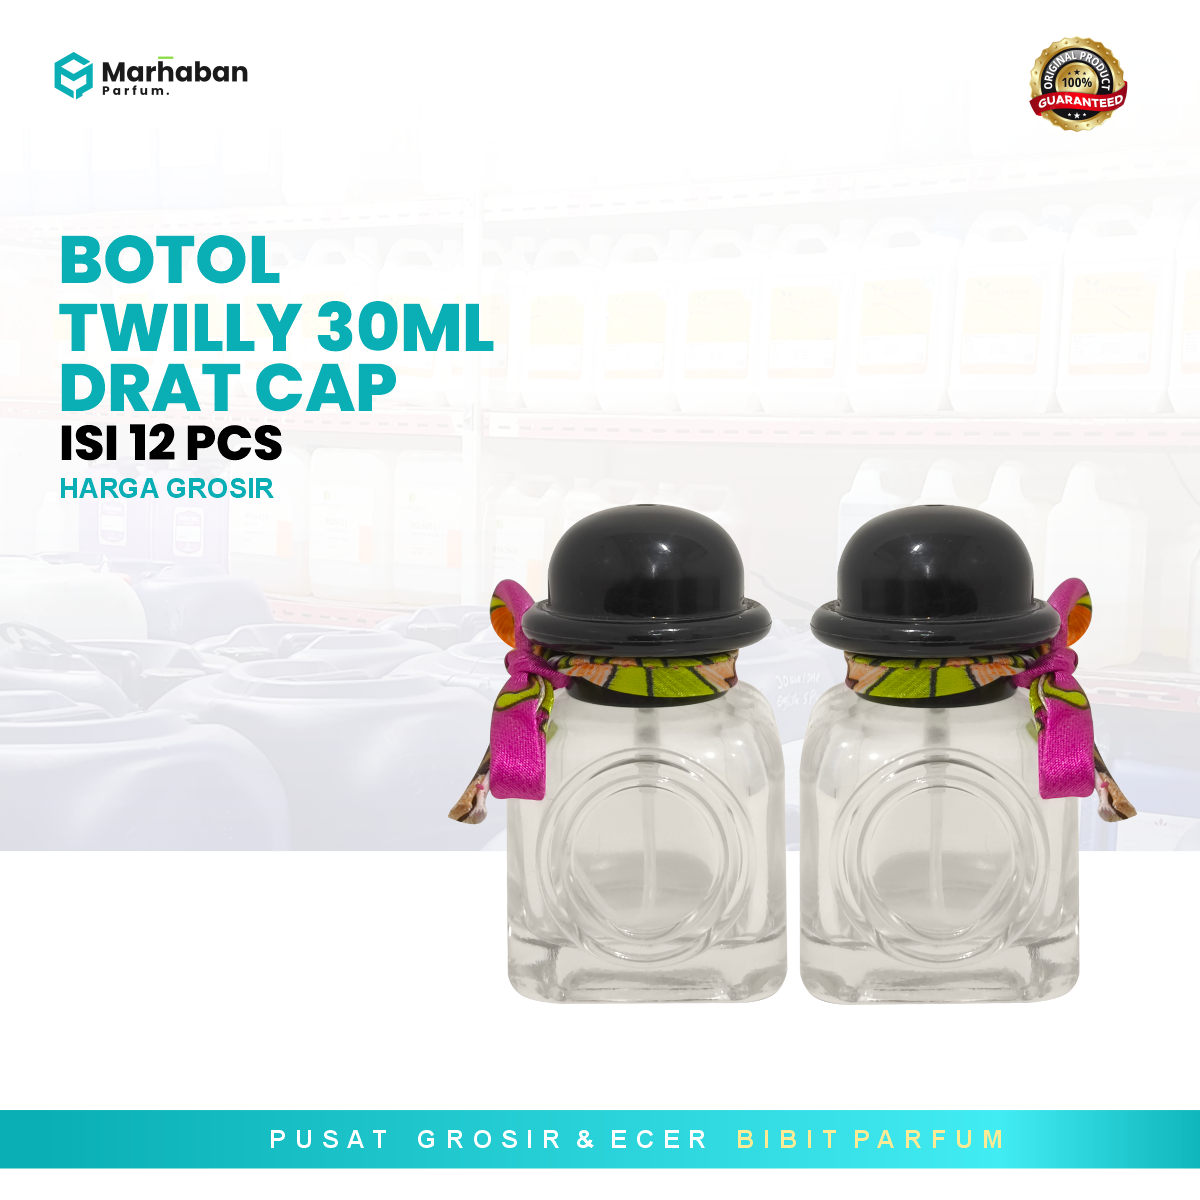 Marhaban
Parfum.
ORIGINAL PRODUCT
100%
GUARANTEED
BOTOL
TWILLY 30ML
DRAT CAP
ISI 12 PCS
HARGA GROSIR
PUSAT GROSIR & ECER BIBIT PARFUM